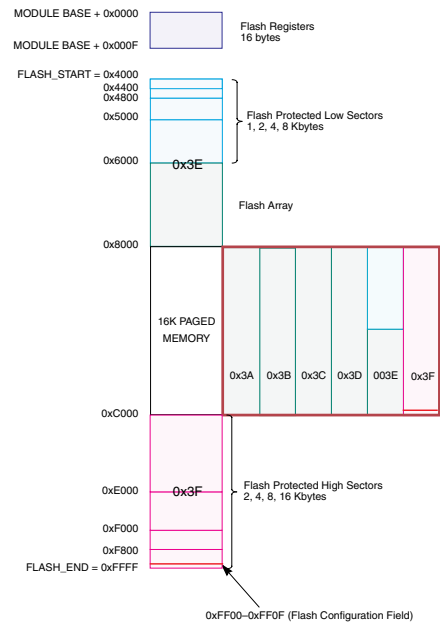 MODULE BASE + 0x0000
Flash Registers
16 bytes
MODULE BASE + 0x000F
FLASH_START = 0x4000
0x4400
0x4800
0x5000
Flash Protected Low Sectors
1, 2, 4, 8 Kbytes
0x6000
0x3E
Flash Array
0x8000
16K PAGED
MEMORY
0x3A
0x3B
0x3C
0x3D
003E
0x3F
0xC000
0x3F
Flash Protected High Sectors
2, 4, 8, 16 Kbytes
0xE000
0xF000
0xF800
FLASH_END = 0xFFFF
0xFF00–0xFF0F (Flash Configuration Field)